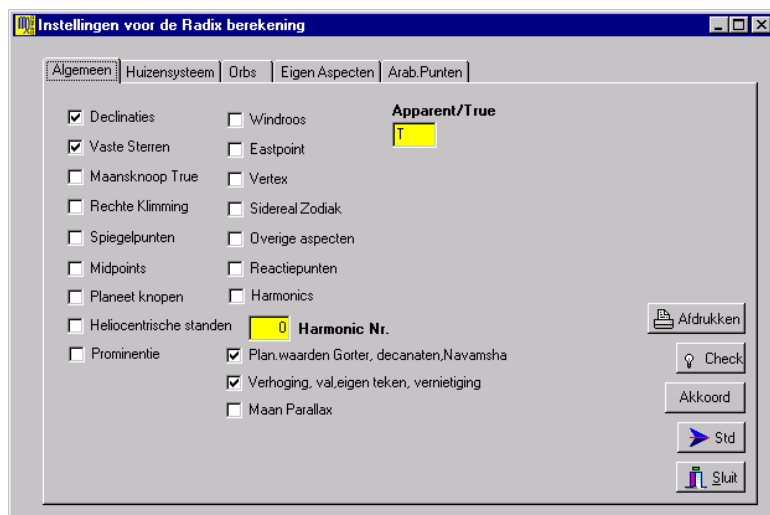 Instellingen voor de Radix berekening
Algemeen Huizensysteem Orbs Eigen Aspecten Arab.Punten
Declinaties
Vaste Sterren
Maansknoop True
Rechte Klimming
Spiegelpunten
Midpoints
Planeet knopen
Heliocentrische standen
Prominentie
Windroos
Eastpoint
Vertex
Sidereal Zodiak
Overige aspecten
Reactiepunten
Harmonics
0 Harmonic Nr.
Plan.waarden Gorter, decanaten,Navamsha
Verhoging, val,eigen teken, vernietiging
Maan Parallax
Apparent/True
T
Afdrukken
Check
Akkoord
Std
Sluit